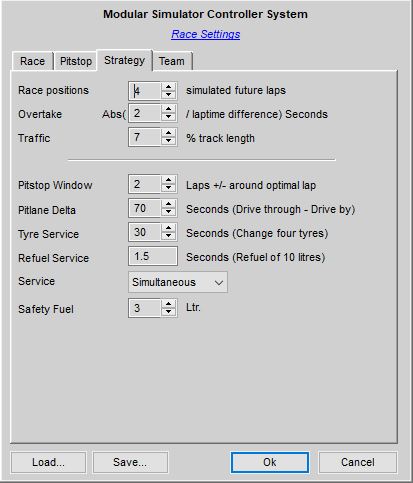 Modular Simulator Controller System
Race Settings
Race Pitstop Strategy Team
Race positions 4 simulated future laps
Overtake Abs( 2 / laptime difference) Seconds
Traffic 7 % track length
Pitstop Window 2 Laps +/- around optimal lap
Pitlane Delta 70 Seconds (Drive through - Drive by)
Tyre Service 30 Seconds (Change four tyres)
Refuel Service 1.5 Seconds (Refuel of 10 litres)
Service Simultaneous
Safety Fuel 3 Ltr.
Load... Save... Ok Cancel